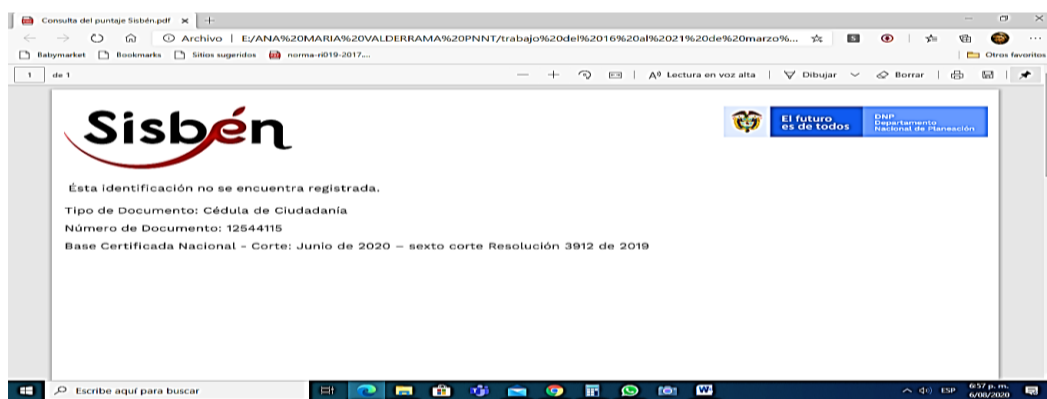 Consulta del puntaje Sisbén.pdf
Archivo | E:/ANA%20MARIA%20VALDERRAMA%20PNNT/trabajo%20del%2016%20al%2021%20de%20marzo%...
Babymarket Bookmarks Sitios sugeridos norma-ri019-2017.... Otros favoritos
1 de 1 Lectura en voz alta Dibujar Borrar
Sisbén
El futuro
es de todos
DNP
Departamento
Nacional de Planeación
Ésta identificación no se encuentra registrada.
Tipo de Documento: Cédula de Ciudadanía
Número de Documento: 12544115
Base Certificada Nacional - Corte: Junio de 2020 – sexto corte Resolución 3912 de 2019
Escribe aquí para buscar
ESP
6:57 p. m.
6/08/2020